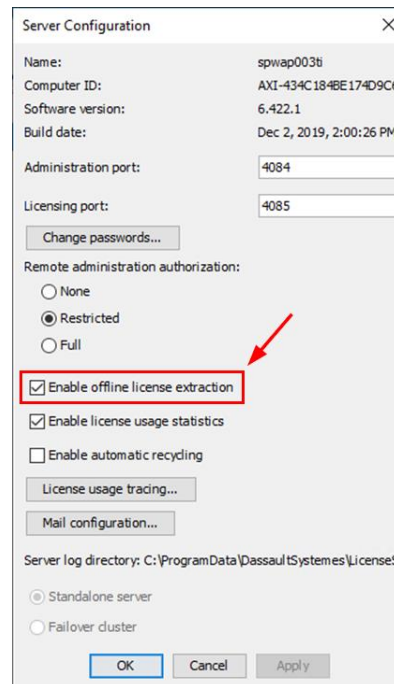 Server Configuration
Name: spwap003ti
Computer ID: AXI-434C184BE174D9C6
Software version: 6.422.1
Build date: Dec 2, 2019, 2:00:26 PM
Administration port: 4084
Licensing port: 4085
Change passwords...
Remote administration authorization:
None
Restricted
Full
Enable offline license extraction
Enable license usage statistics
Enable automatic recycling
License usage tracing...
Mail configuration...
Server log directory: C:\ProgramData\DassaultSystemes\LicenseS
Standalone server
Failover cluster
OK Cancel Apply